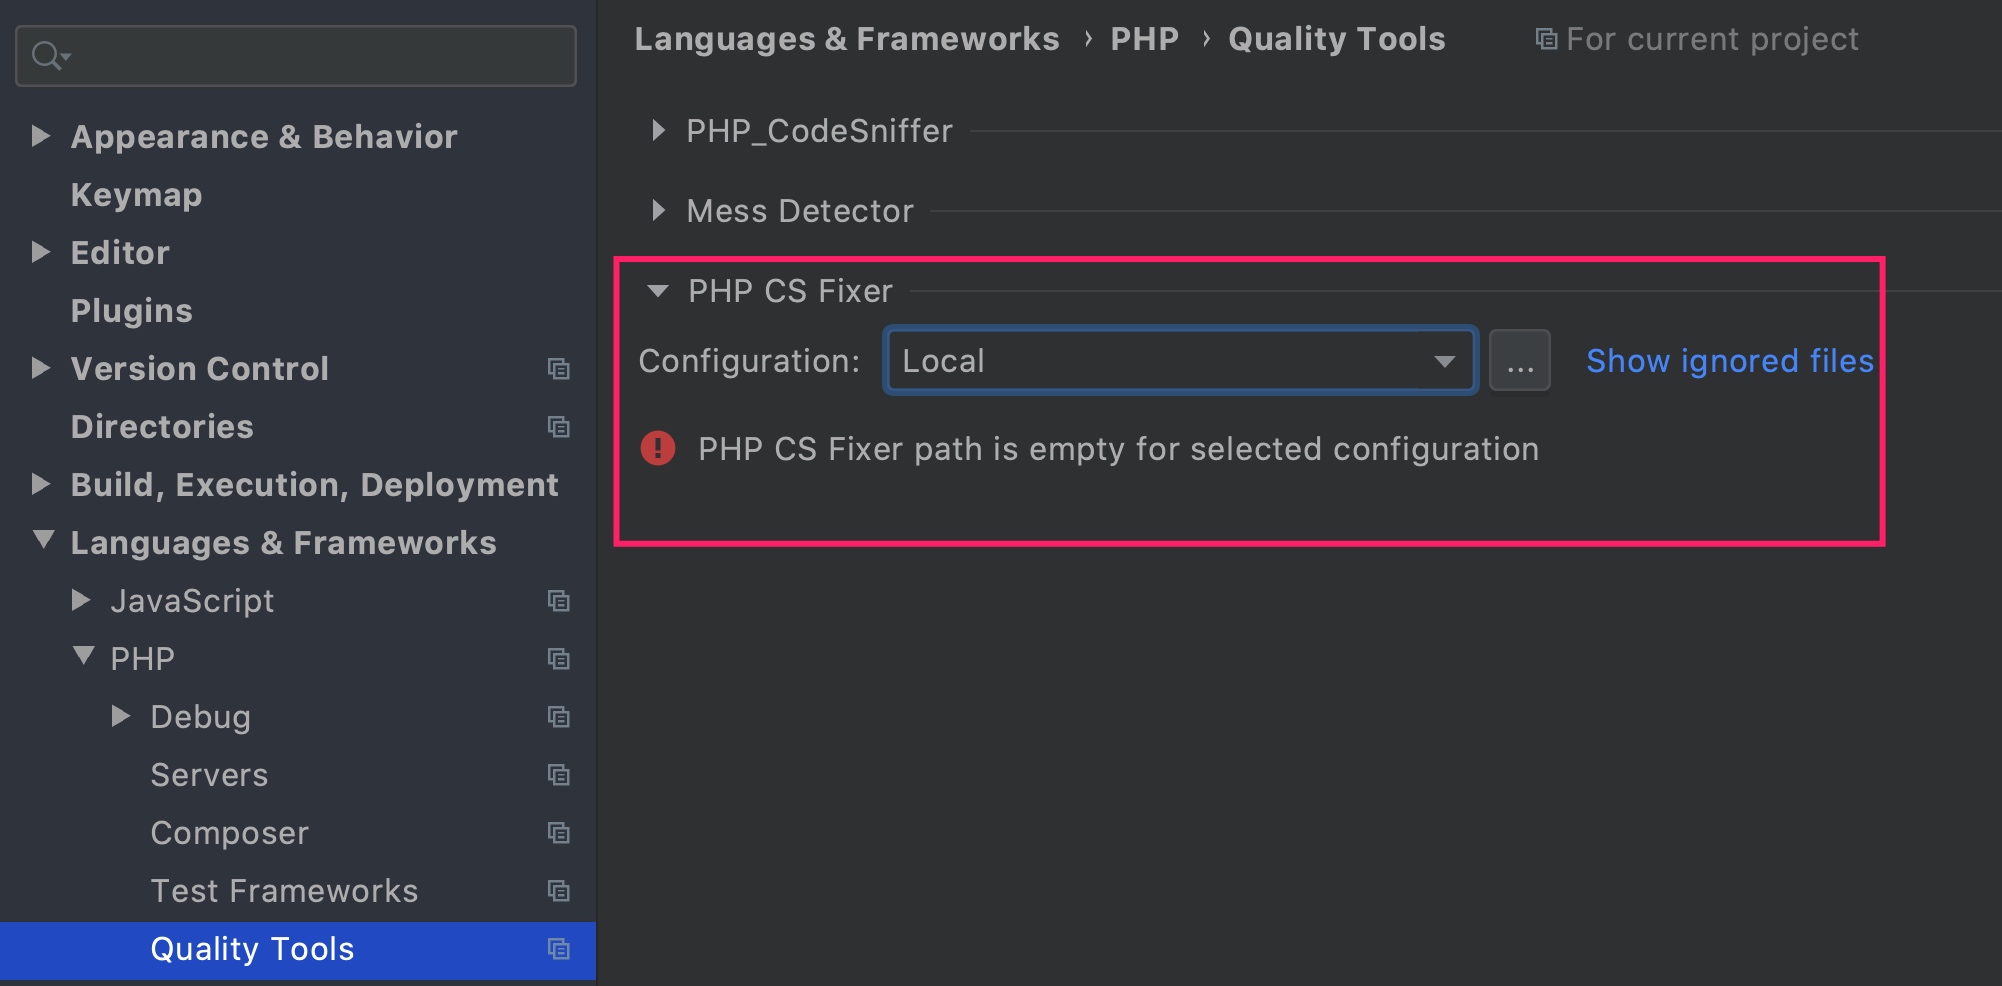 Languages & Frameworks › PHP › Quality Tools For current project
Appearance & Behavior
Keymap
Editor
Plugins
Version Control
Directories
Build, Execution, Deployment
Languages & Frameworks
JavaScript
PHP
Debug
Servers
Composer
Test Frameworks
Quality Tools
PHP_CodeSniffer
Mess Detector
PHP CS Fixer
Configuration: Local ... Show ignored files
PHP CS Fixer path is empty for selected configuration